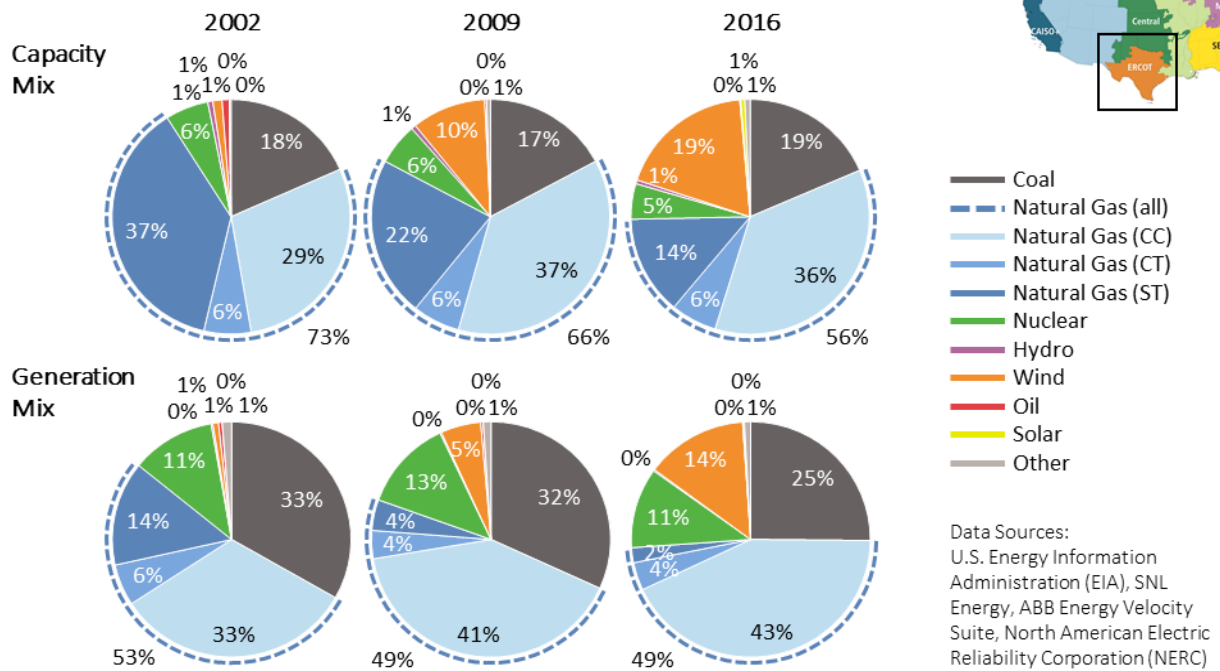 2002 2009 2016
Capacity
Mix
1% 0%
1% 1% 0%
6%
18%
37%
29%
6%
73%
0%
0% 1%
1%
10%
17%
6%
22%
37%
6%
66%
1%
0% 1%
19%
19%
1%
5%
14%
36%
6%
56%
Generation
Mix
1% 0%
0% 1% 1%
11%
33%
14%
6%
33%
53%
0%
0% 1%
0%
5%
13%
32%
4%
4%
41%
49%
0%
0% 1%
0%
14%
25%
11%
2%
4%
43%
49%
CAISO
Central
ERCOT
SE
Coal
Natural Gas (all)
Natural Gas (CC)
Natural Gas (CT)
Natural Gas (ST)
Nuclear
Hydro
Wind
Oil
Solar
Other
Data Sources:
U.S. Energy Information
Administration (EIA), SNL
Energy, ABB Energy Velocity
Suite, North American Electric
Reliability Corporation (NERC)